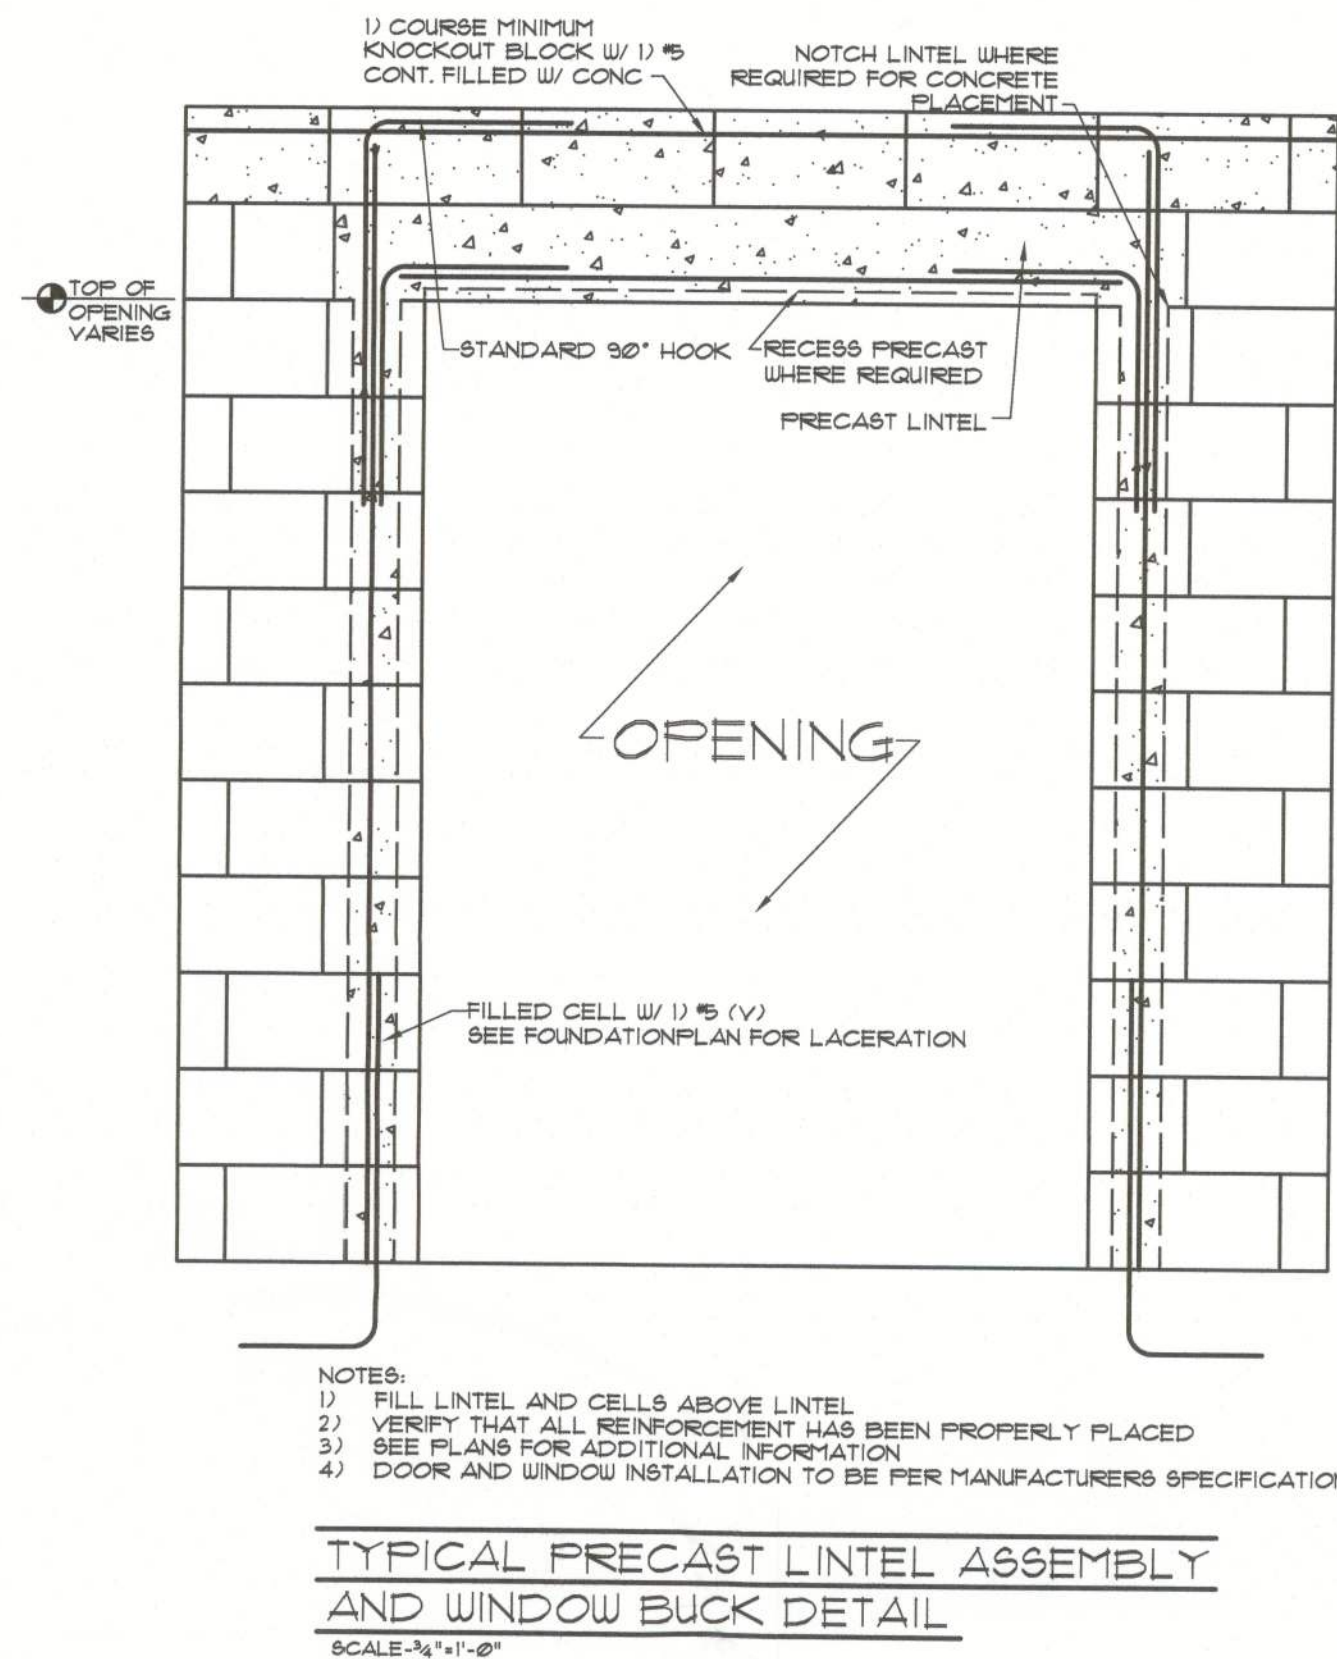 1) COURSE MINIMUM
KNOCKOUT BLOCK W/ 1) #5
CONT. FILLED W/ CONC
NOTCH LINTEL WHERE
REQUIRED FOR CONCRETE
PLACEMENT
TOP OF
OPENING
VARIES
STANDARD 90° HOOK
RECESS PRECAST
WHERE REQUIRED
PRECAST LINTEL
OPENING
FILLED CELL W/ 1) #5 (V)
SEE FOUNDATIONPLAN FOR LACERATION
NOTES:
1) FILL LINTEL AND CELLS ABOVE LINTEL
2) VERIFY THAT ALL REINFORCEMENT HAS BEEN PROPERLY PLACED
3) SEE PLANS FOR ADDITIONAL INFORMATION
4) DOOR AND WINDOW INSTALLATION TO BE PER MANUFACTURERS SPECIFICATION
TYPICAL PRECAST LINTEL ASSEMBLY
AND WINDOW BUCK DETAIL
SCALE-3/4"=1'-0"